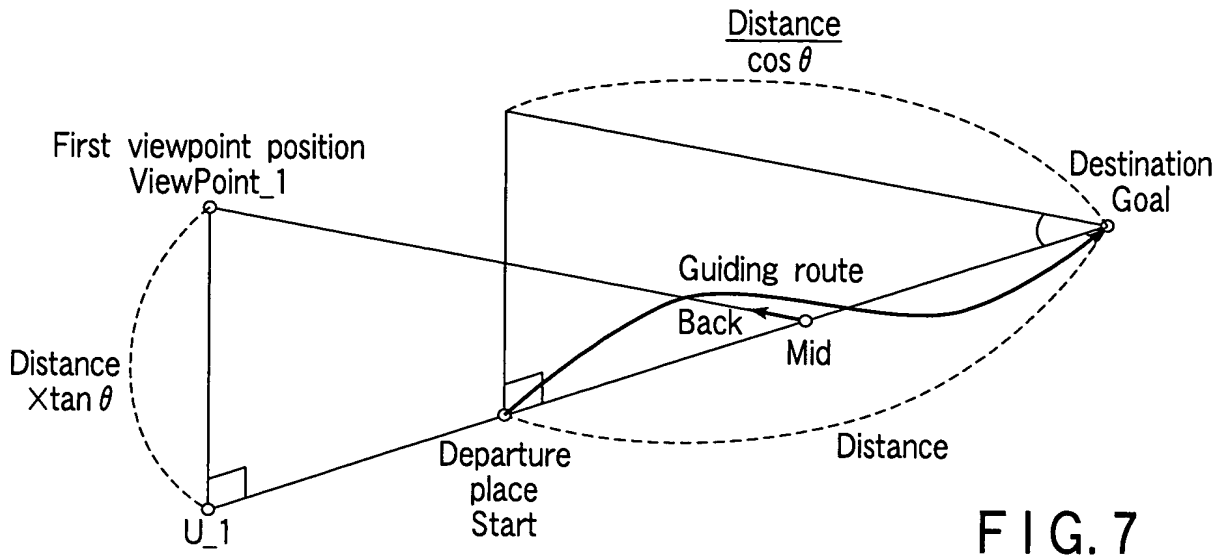 Distance
cos θ
First viewpoint position
ViewPoint_1
Destination
Goal
Guiding route
Back
Mid
Distance
×tan θ
Departure
place
Start
Distance
U_1
FIG. 7